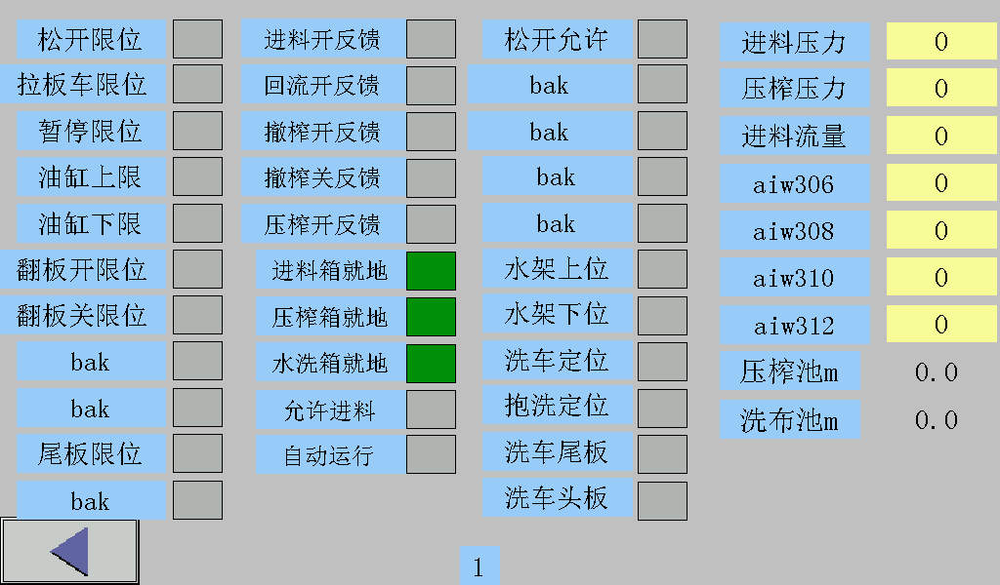 松开限位
拉板车限位
暂停限位
油缸上限
油缸下限
翻板开限位
翻板关限位
bak
bak
尾板限位
bak
进料开反馈
回流开反馈
撤榨开反馈
撤榨关反馈
压榨开反馈
进料箱就地
压榨箱就地
水洗箱就地
允许进料
自动运行
松开允许
bak
bak
bak
bak
水架上位
水架下位
洗车定位
抱洗定位
洗车尾板
洗车头板
进料压力 0
压榨压力 0
进料流量 0
aiw306 0
aiw308 0
aiw310 0
aiw312 0
压榨池m 0.0
洗布池m 0.0
1